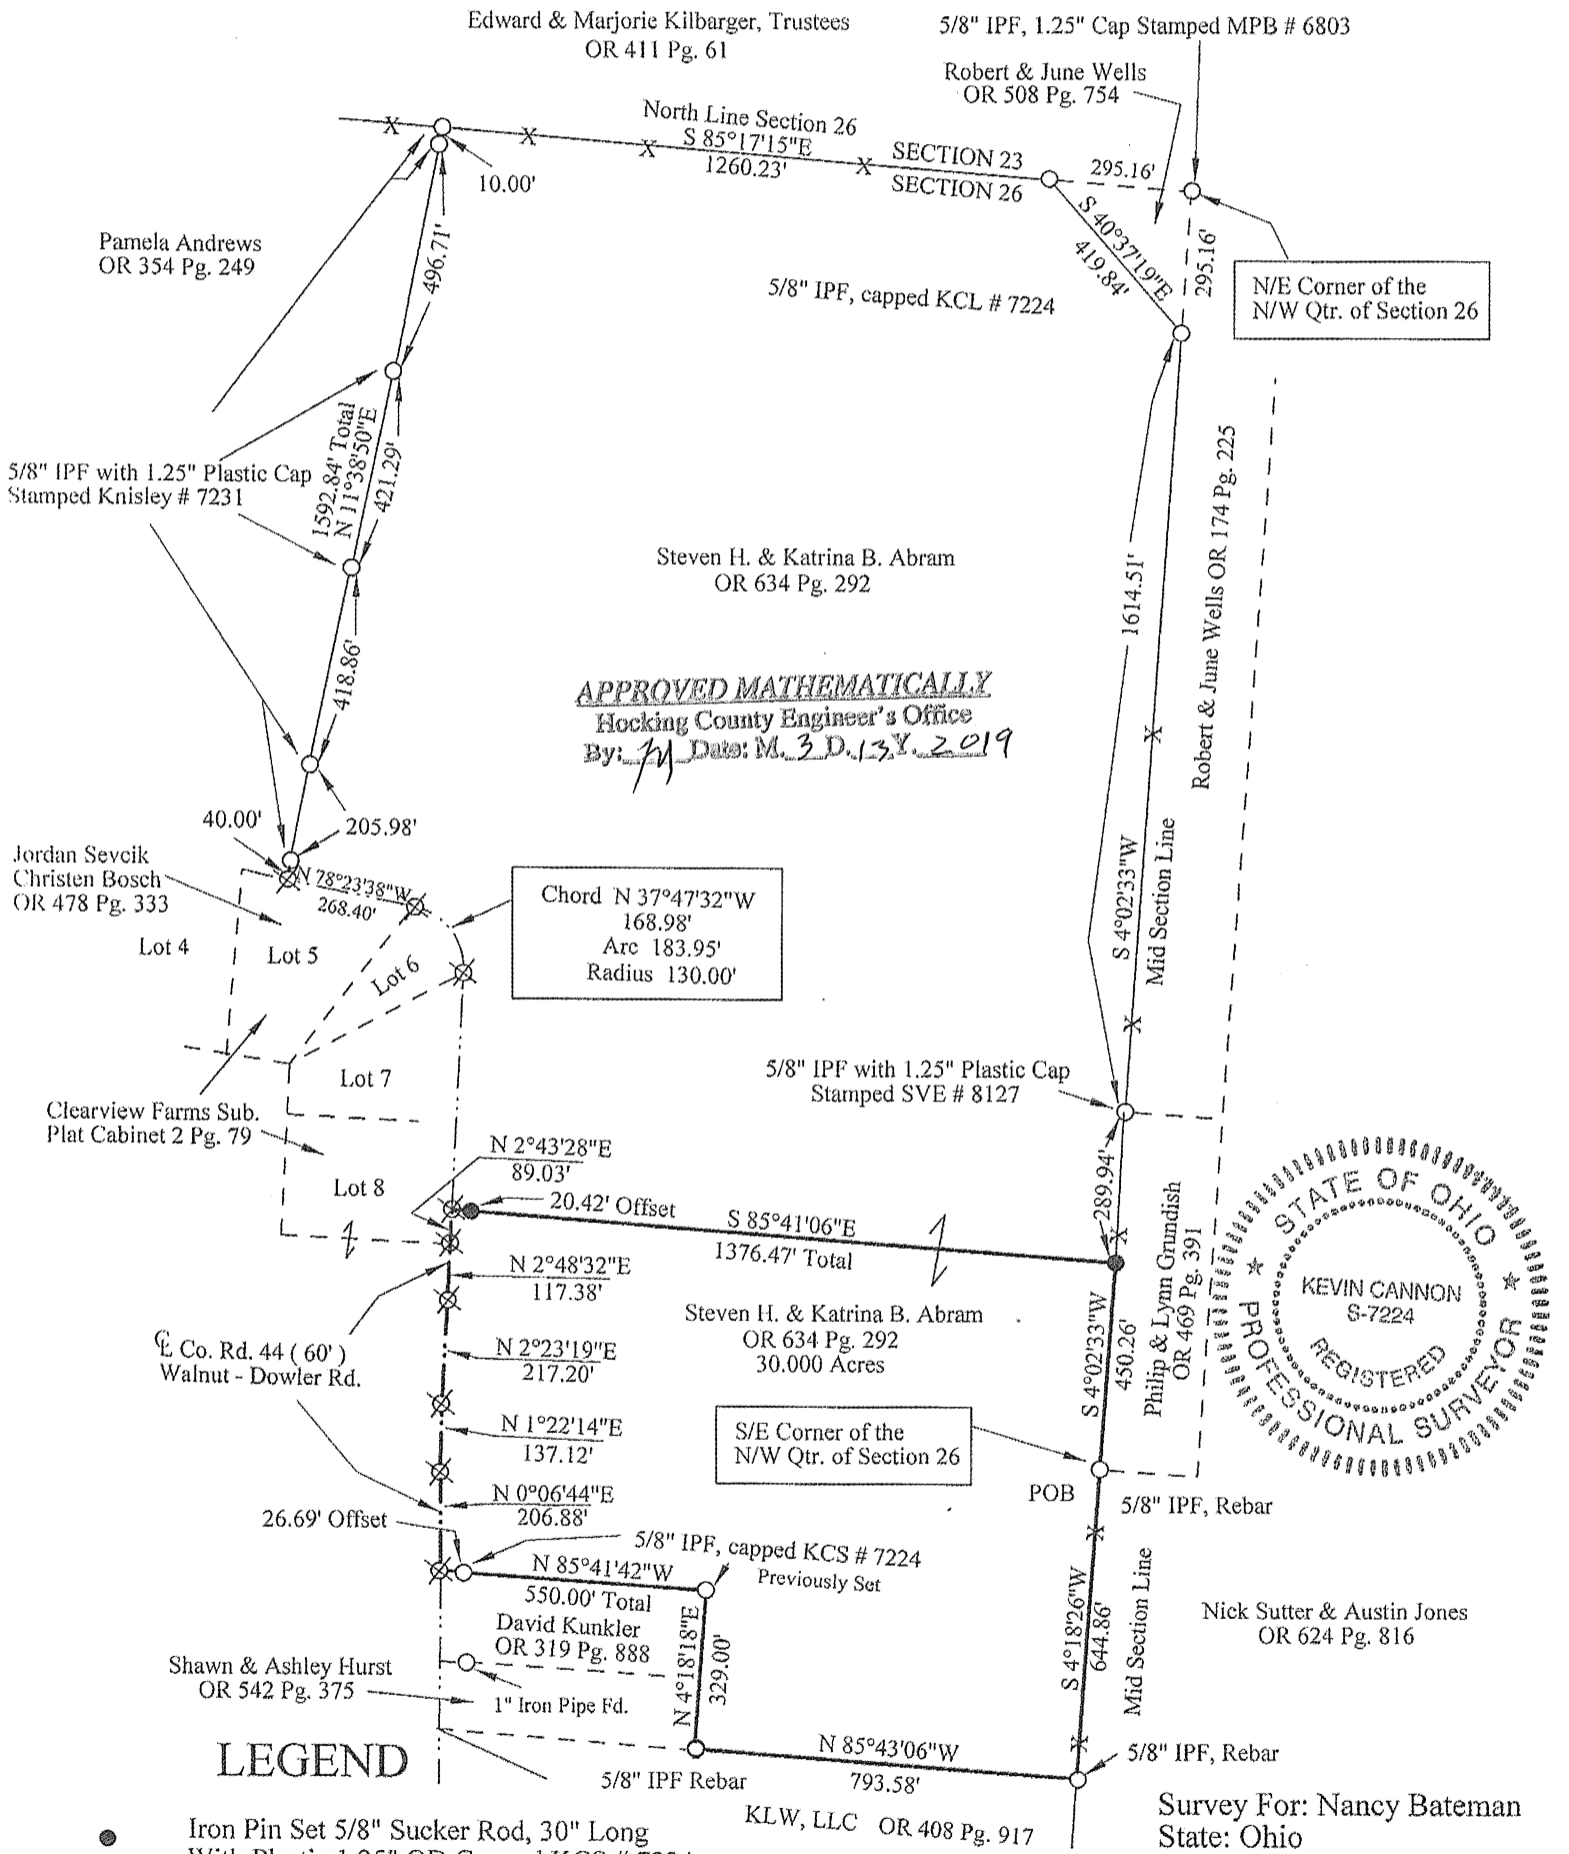 Edward & Marjorie Kilbarger, Trustees
OR 411 Pg. 61
5/8" IPF, 1.25" Cap Stamped MPB # 6803
Robert & June Wells
OR 508 Pg. 754
North Line Section 26
S 85°17'15"E
1260.23'
SECTION 23
SECTION 26
295.16'
10.00'
S 40°37'19"E
419.84'
295.16'
Pamela Andrews
OR 354 Pg. 249
496.71'
5/8" IPF, capped KCL # 7224
N/E Corner of the
N/W Qtr. of Section 26
5/8" IPF with 1.25" Plastic Cap
Stamped Knisley # 7231
1592.84' Total
N 11°38'50"E
421.29'
Robert & June Wells OR 174 Pg. 225
Steven H. & Katrina B. Abram
OR 634 Pg. 292
1614.51'
418.86'
APPROVED MATHEMATICALLY
Hocking County Engineer's Office
By: Date: M. 3 D. 13 Y. 2019
40.00'
205.98'
Jordan Sevcik
Christen Bosch
OR 478 Pg. 333
N 78°23'38"W
268.40'
Chord N 37°47'32"W
168.98'
Arc 183.95'
Radius 130.00'
S 4°02'33"W
Mid Section Line
Lot 4
Lot 5
Lot 6
Lot 7
5/8" IPF with 1.25" Plastic Cap
Stamped SVE # 8127
Clearview Farms Sub.
Plat Cabinet 2 Pg. 79
Lot 8
N 2°43'28"E
89.03'
20.42' Offset
S 85°41'06"E
1376.47' Total
289.94'
Philip & Lynn Grundish
OR 469 Pg. 391
STATE OF OHIO
KEVIN CANNON
S-7224
REGISTERED
PROFESSIONAL SURVEYOR
N 2°48'32"E
117.38'
Steven H. & Katrina B. Abram
OR 634 Pg. 292
30.000 Acres
S 4°02'33"W
450.26'
℄ Co. Rd. 44 ( 60' )
Walnut - Dowler Rd.
N 2°23'19"E
217.20'
N 1°22'14"E
137.12'
S/E Corner of the
N/W Qtr. of Section 26
POB
5/8" IPF, Rebar
N 0°06'44"E
206.88'
26.69' Offset
5/8" IPF, capped KCS # 7224
Previously Set
N 85°41'42"W
550.00' Total
David Kunkler
OR 319 Pg. 888
N 4°18'18"E
329.00'
S 4°18'26"W
644.86'
Mid Section Line
Nick Sutter & Austin Jones
OR 624 Pg. 816
Shawn & Ashley Hurst
OR 542 Pg. 375
1" Iron Pipe Fd.
N 85°43'06"W
793.58'
5/8" IPF, Rebar
5/8" IPF Rebar
LEGEND
KLW, LLC OR 408 Pg. 917
Survey For: Nancy Bateman
State: Ohio
Iron Pin Set 5/8" Sucker Rod, 30" Long